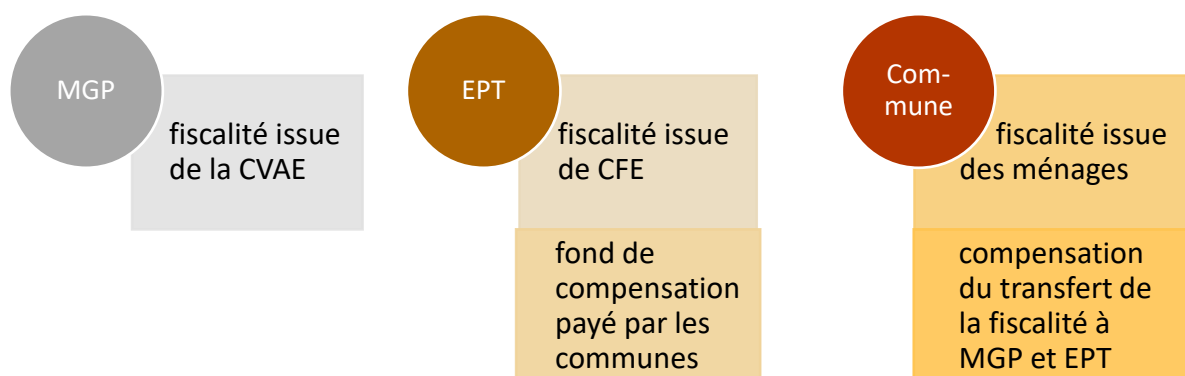 MGP
fiscalité issue
de la CVAE
EPT
fiscalité issue
de CFE
fond de
compensation
payé par les
communes
Com-
mune
fiscalité issue
des ménages
compensation
du transfert de
la fiscalité à
MGP et EPT